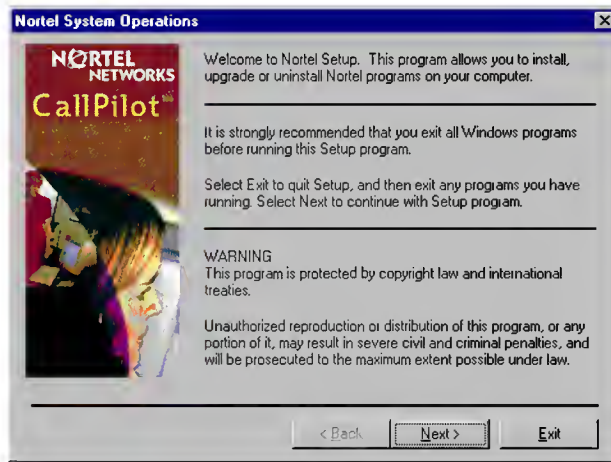 Nortel System Operations
NORTEL
NETWORKS
CallPilot™
Welcome to Nortel Setup. This program allows you to install,
upgrade or uninstall Nortel programs on your computer.
It is strongly recommended that you exit all Windows programs
before running this Setup program.
Select Exit to quit Setup, and then exit any programs you have
running. Select Next to continue with Setup program.
WARNING
This program is protected by copyright law and international
treaties.
Unauthorized reproduction or distribution of this program, or any
portion of it, may result in severe civil and criminal penalties, and
will be prosecuted to the maximum extent possible under law.
< Back Next > Exit